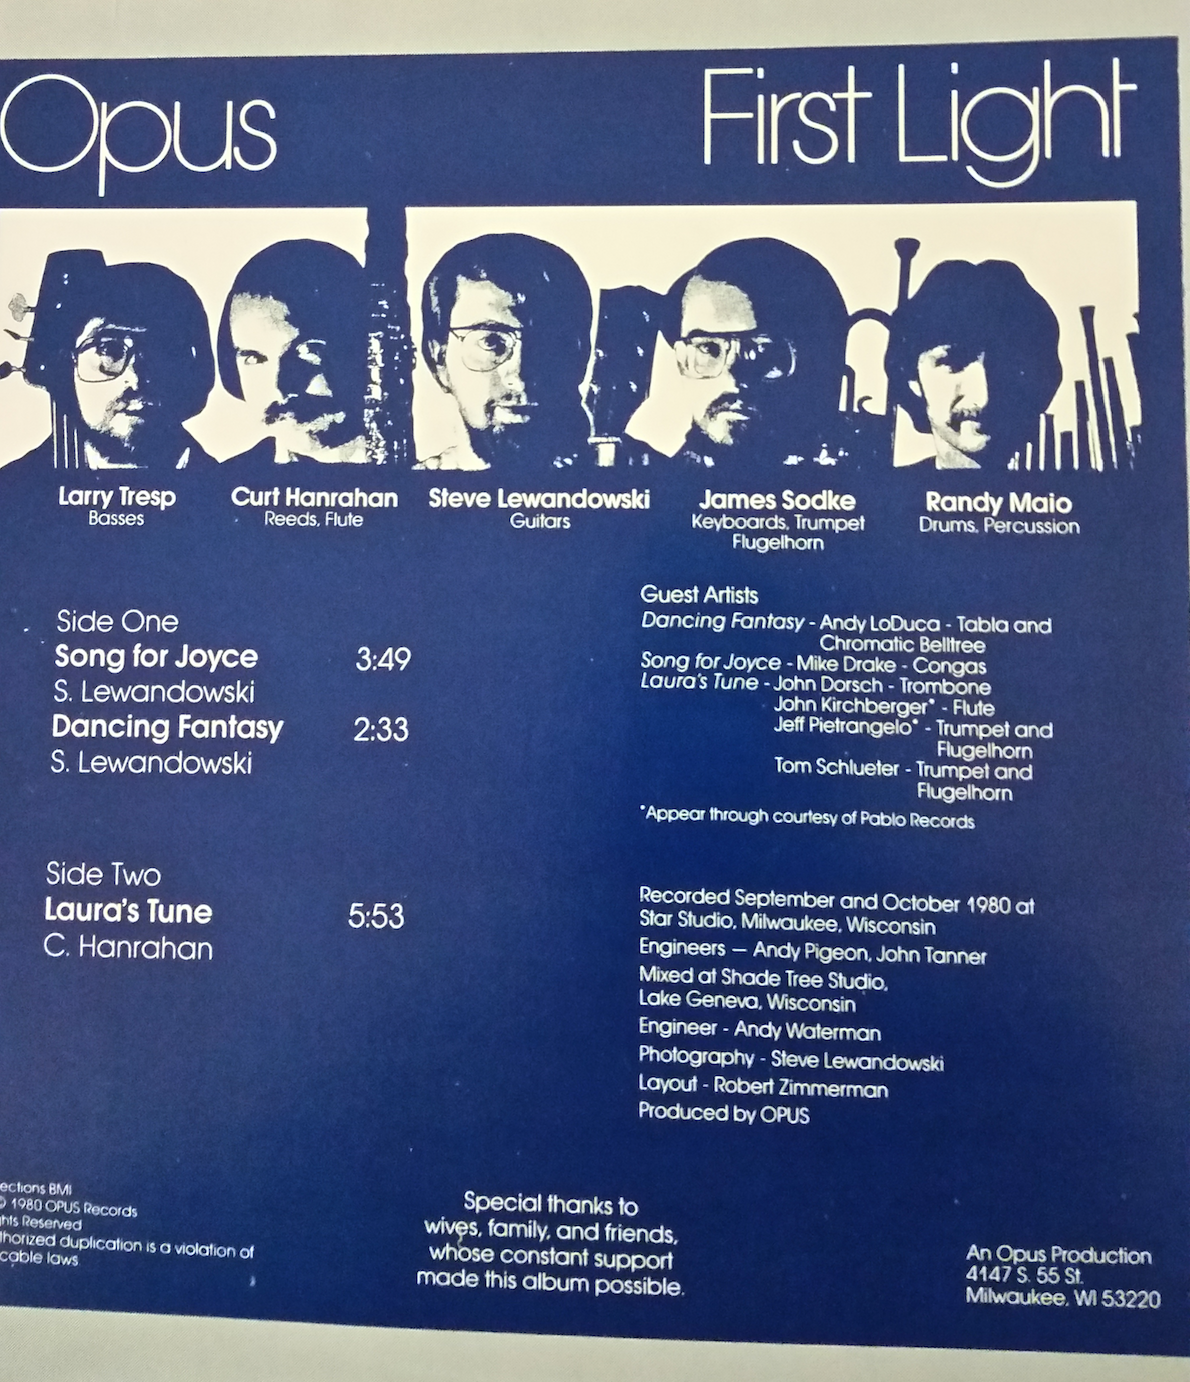 Opus
First Light
Larry Tresp
Basses
Curt Hanrahan
Reeds, Flute
Steve Lewandowski
Guitars
James Sodke
Keyboards, Trumpet
Flugelhorn
Randy Maio
Drums, Percussion
Side One
Song for Joyce 3:49
S. Lewandowski
Dancing Fantasy 2:33
S. Lewandowski
Side Two
Laura's Tune 5:53
C. Hanrahan
Guest Artists
Dancing Fantasy - Andy LoDuca - Tabla and
Chromatic Belltree
Song for Joyce - Mike Drake - Congas
Laura's Tune - John Dorsch - Trombone
John Kirchberger* - Flute
Jeff Pietrangelo* - Trumpet and
Flugelhorn
Tom Schlueter - Trumpet and
Flugelhorn
*Appear through courtesy of Pablo Records
Recorded September and October 1980 at
Star Studio, Milwaukee, Wisconsin
Engineers — Andy Pigeon, John Tanner
Mixed at Shade Tree Studio,
Lake Geneva, Wisconsin
Engineer - Andy Waterman
Photography - Steve Lewandowski
Layout - Robert Zimmerman
Produced by OPUS
ections BMI
© 1980 OPUS Records
hts Reserved
thorized duplication is a violation of
cable laws
Special thanks to
wives, family, and friends,
whose constant support
made this album possible.
An Opus Production
4147 S. 55 St.
Milwaukee, WI 53220